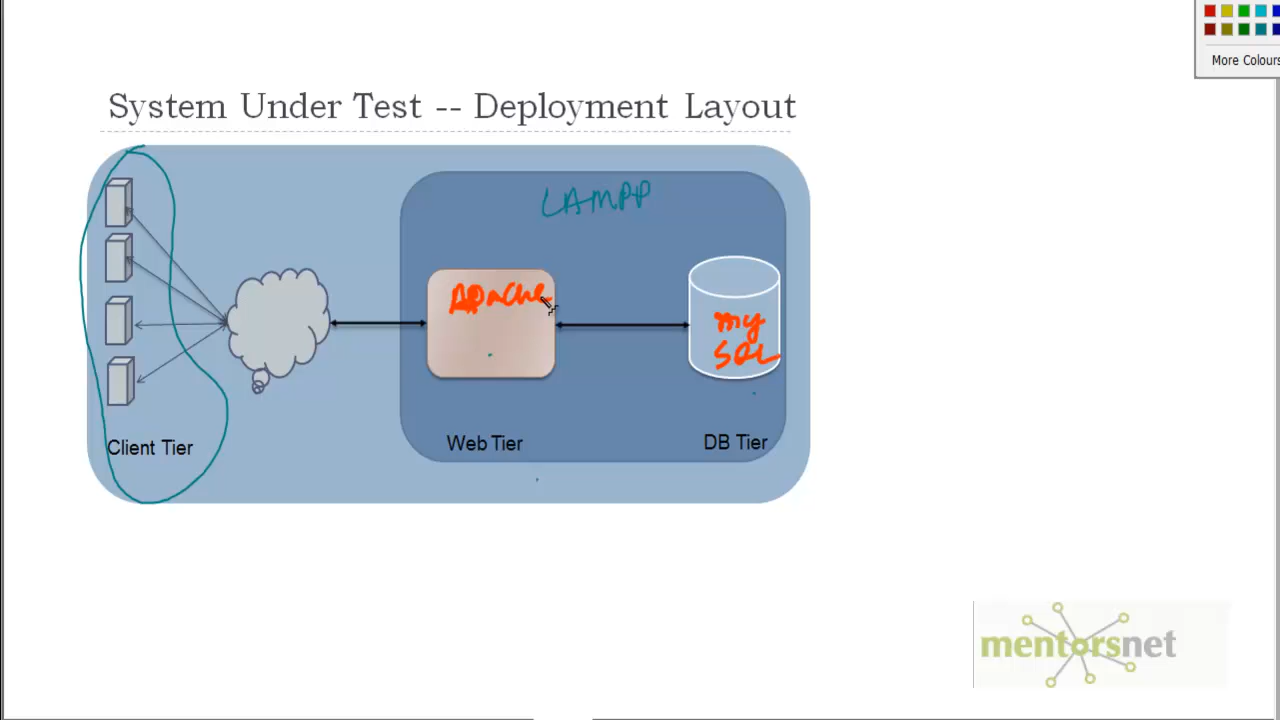 More Colours
System Under Test -- Deployment Layout
LAMPP
APache
my
SQL
Client Tier
Web Tier
DB Tier
mentorsnet